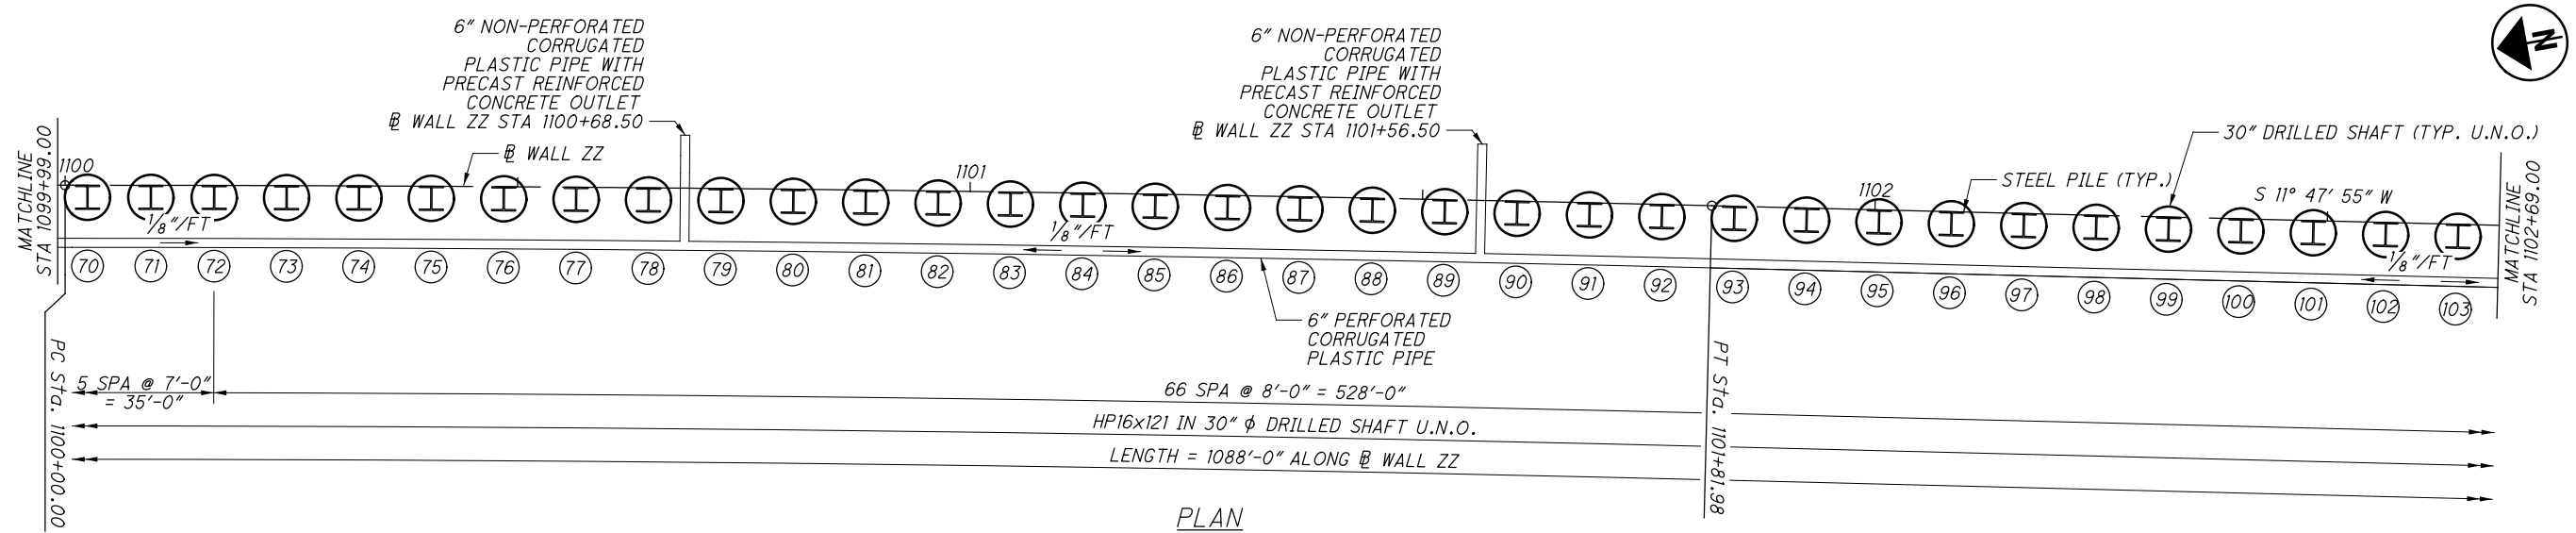 6" NON-PERFORATED
CORRUGATED
PLASTIC PIPE WITH
PRECAST REINFORCED
CONCRETE OUTLET
℄ WALL ZZ STA 1100+68.50
6" NON-PERFORATED
CORRUGATED
PLASTIC PIPE WITH
PRECAST REINFORCED
CONCRETE OUTLET
℄ WALL ZZ STA 1101+56.50
N
30" DRILLED SHAFT (TYP. U.N.O.)
MATCHLINE
STA 1099+99.00
1100
℄ WALL ZZ
1101
1102
STEEL PILE (TYP.)
S 11° 47' 55" W
MATCHLINE
STA 1102+69.00
1/8"/FT
1/8"/FT
1/8"/FT
70 71 72 73 74 75 76 77 78 79 80 81 82 83 84 85 86 87 88 89 90 91 92 93 94 95 96 97 98 99 100 101 102 103
6" PERFORATED
CORRUGATED
PLASTIC PIPE
PC Sta. 1100+00.00
PT Sta. 1101+81.98
5 SPA @ 7'-0"
= 35'-0"
66 SPA @ 8'-0" = 528'-0"
HP16x121 IN 30" ϕ DRILLED SHAFT U.N.O.
LENGTH = 1088'-0" ALONG ℄ WALL ZZ
PLAN